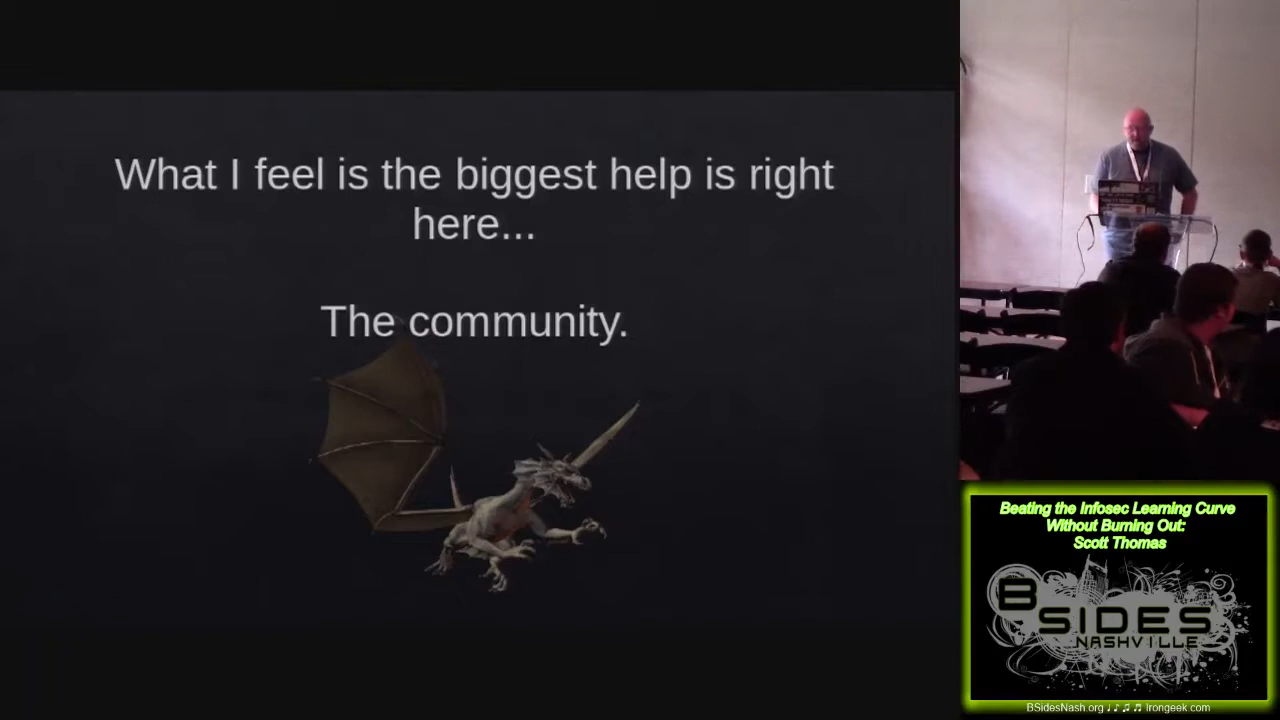 What I feel is the biggest help is right
here...
The community.
Beating the Infosec Learning Curve
Without Burning Out:
Scott Thomas
BSIDES
NASHVILLE
BSidesNash.org ♩ ♪ ♫ ♬ Irongeek.com